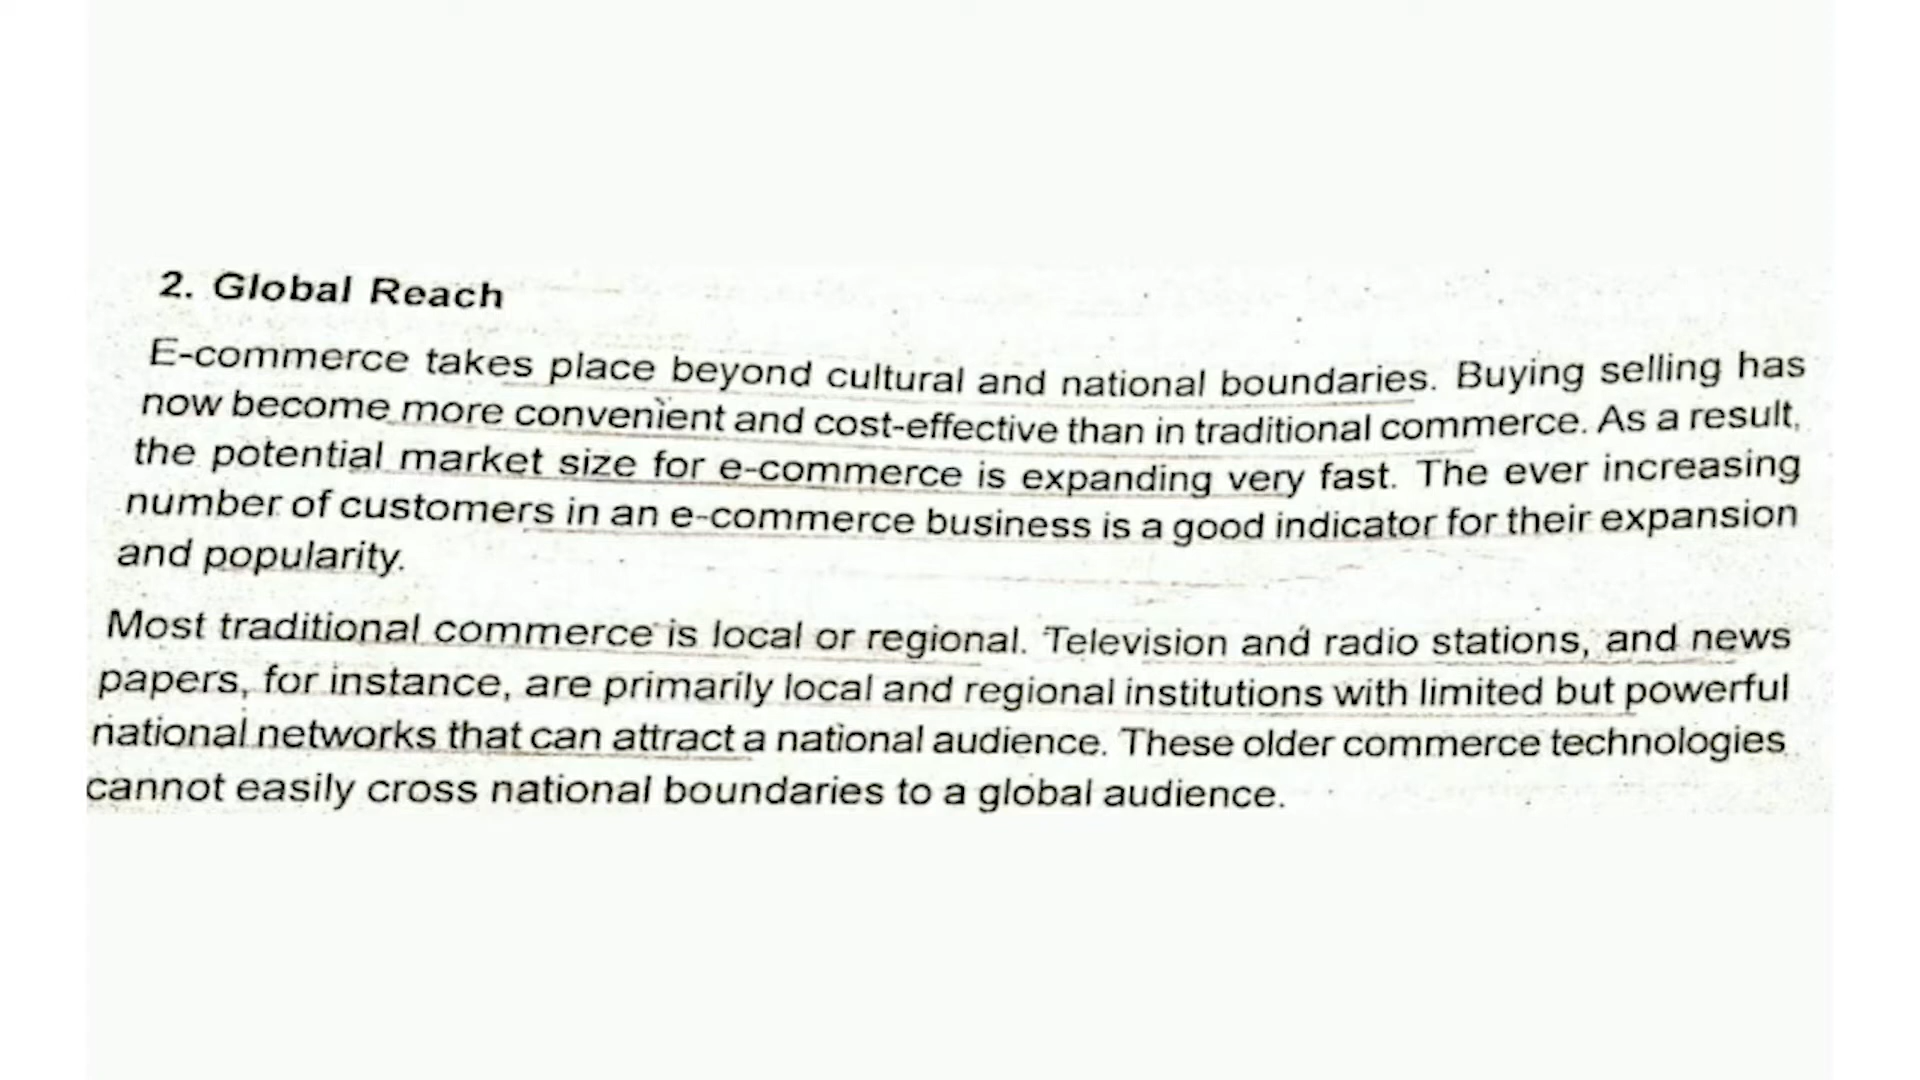 2. Global Reach
E-commerce takes place beyond cultural and national boundaries. Buying selling has
now become more convenient and cost-effective than in traditional commerce. As a result,
the potential market size for e-commerce is expanding very fast. The ever increasing
number of customers in an e-commerce business is a good indicator for their expansion
and popularity.
Most traditional commerce is local or regional. Television and radio stations, and news
papers, for instance, are primarily local and regional institutions with limited but powerful
national networks that can attract a national audience. These older commerce technologies
cannot easily cross national boundaries to a global audience.